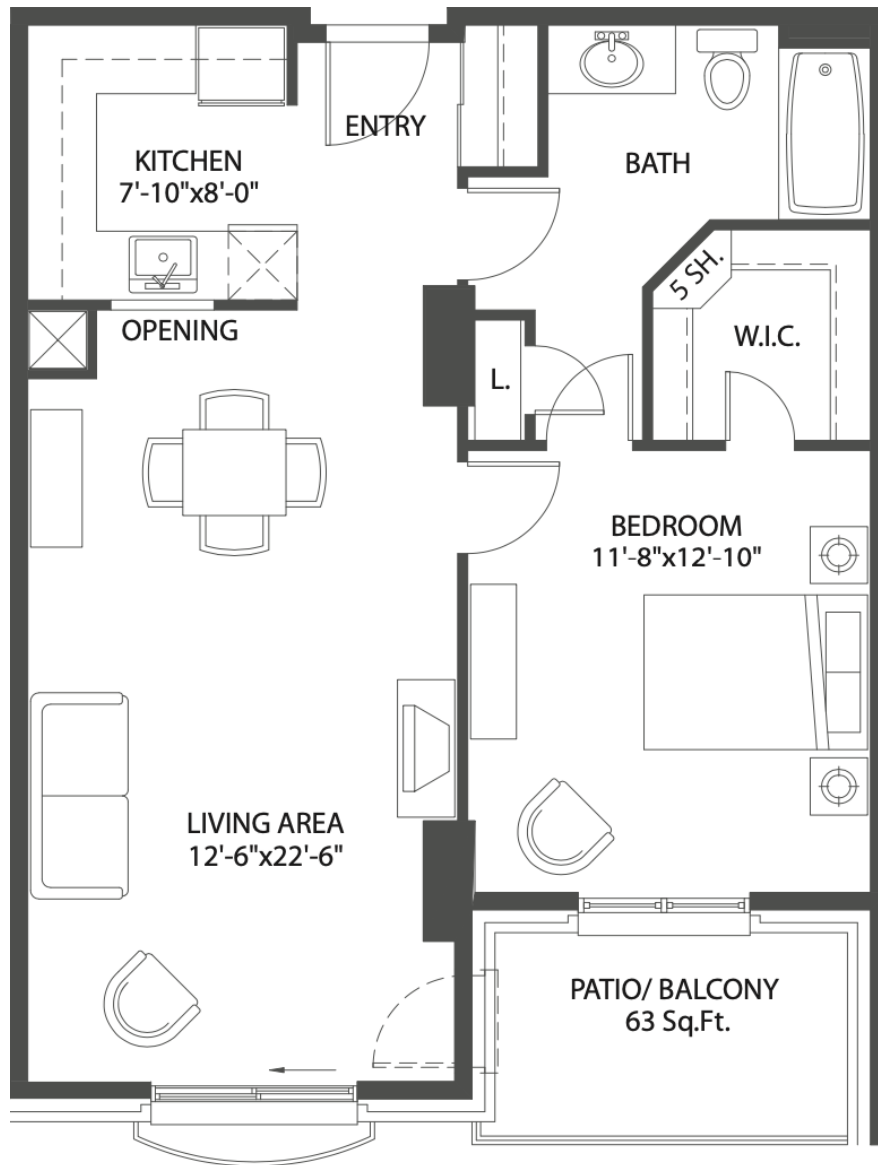 ENTRY
KITCHEN
7'-10"x8'-0"
BATH
5 SH.
W.I.C.
OPENING
L.
BEDROOM
11'-8"x12'-10"
LIVING AREA
12'-6"x22'-6"
PATIO/ BALCONY
63 Sq.Ft.